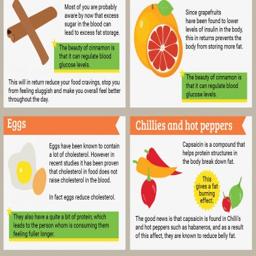 Most of you are probably
aware by now that excess
sugar in the blood can
lead to excess fat storage.
The beauty of cinnamon is
that it can regulate blood
glucose levels.
This will in return reduce your food cravings, stop you
from feeling sluggish and make you overall feel better
throughout the day.
Since grapefruits
have been found to lower
levels of insulin in the body,
this in returns prevents the
body from storing more fat.
The beauty of cinnamon is
that it can regulate blood
glucose levels.
Eggs
Eggs have been known to contain
a lot of cholesterol. However in
recent studies it has been proven
that cholesterol in food does not
raise cholesterol in the blood.
In fact eggs reduce cholesterol.
They also have a quite a bit of protein, which
leads to the person whom is consuming them
feeling fuller longer.
Chillies and hot peppers
Capsaicin is a compound that
helps protein structures in
the body break down fat.
This
gives a
fat burning
effect.
The good news is that capsaicin is found in Chilli's
and hot peppers such as habaneros, and as a result
of this affect, they are known to reduce belly fat.